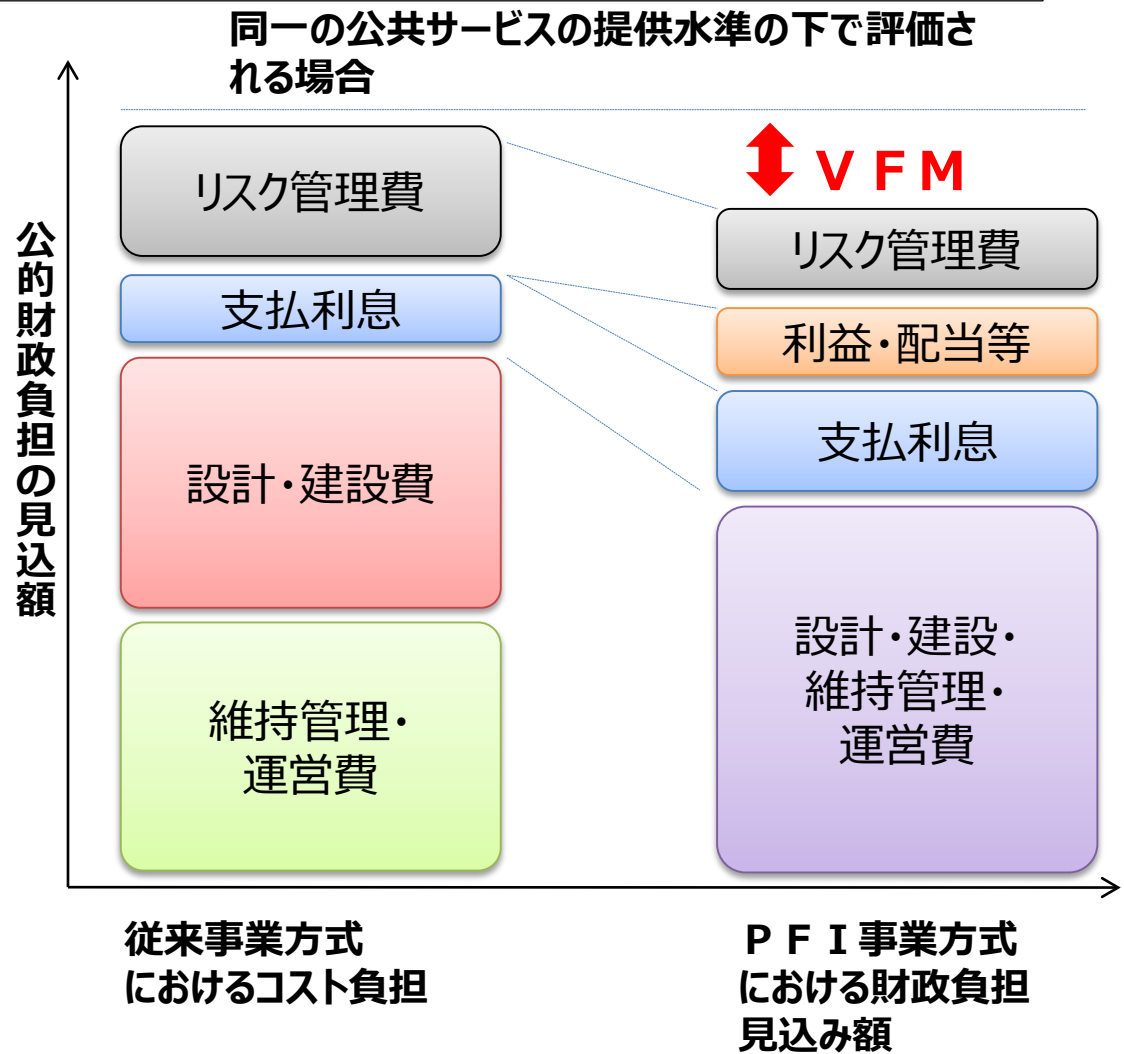 同一の公共サービスの提供水準の下で評価さ
れる場合
公的財政負担の見込額
リスク管理費
支払利息
設計・建設費
維持管理・
運営費
ＶＦＭ
リスク管理費
利益・配当等
支払利息
設計・建設・
維持管理・
運営費
従来事業方式
におけるコスト負担
ＰＦＩ事業方式
における財政負担
見込み額